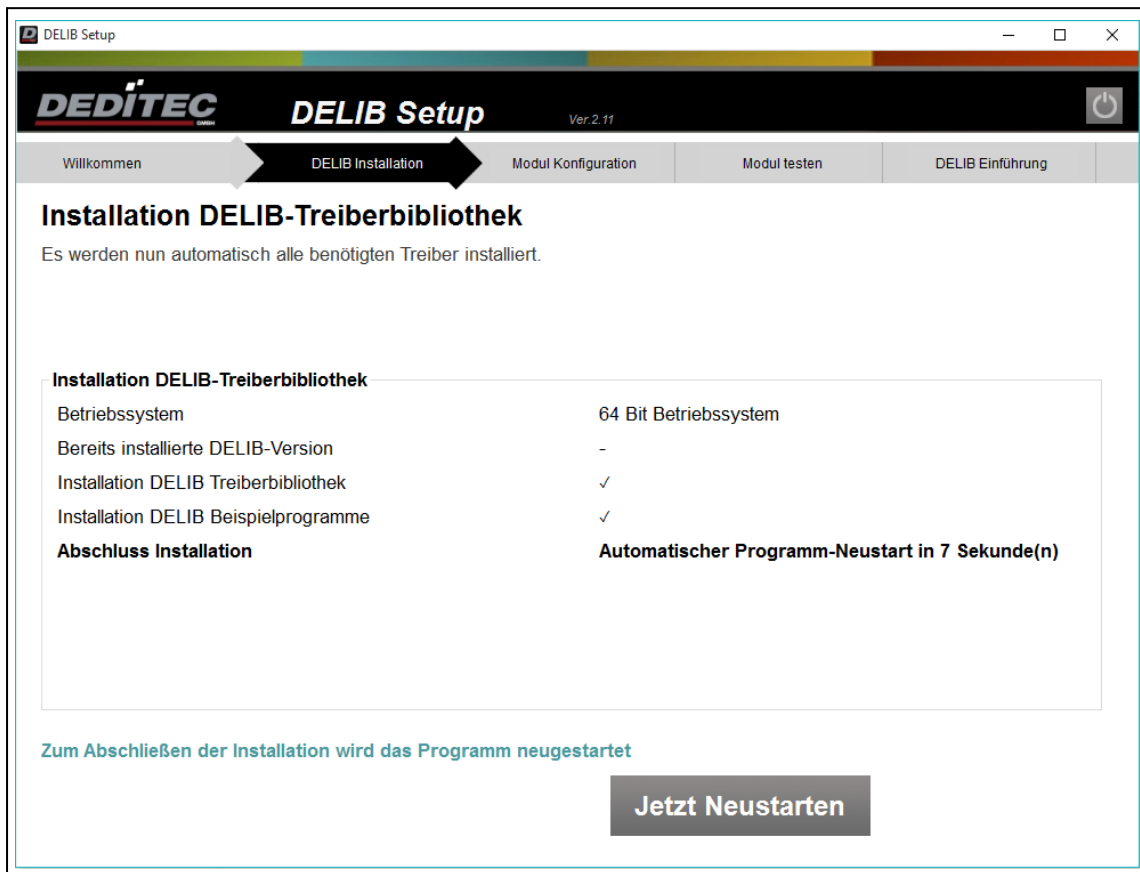 DELIB Setup
DEDITEC
GMBH
DELIB Setup Ver.2.11
Willkommen DELIB Installation Modul Konfiguration Modul testen DELIB Einführung
Installation DELIB-Treiberbibliothek
Es werden nun automatisch alle benötigten Treiber installiert.
Installation DELIB-Treiberbibliothek
Betriebssystem 64 Bit Betriebssystem
Bereits installierte DELIB-Version -
Installation DELIB Treiberbibliothek ✓
Installation DELIB Beispielprogramme ✓
Abschluss Installation Automatischer Programm-Neustart in 7 Sekunde(n)
Zum Abschließen der Installation wird das Programm neugestartet
Jetzt Neustarten